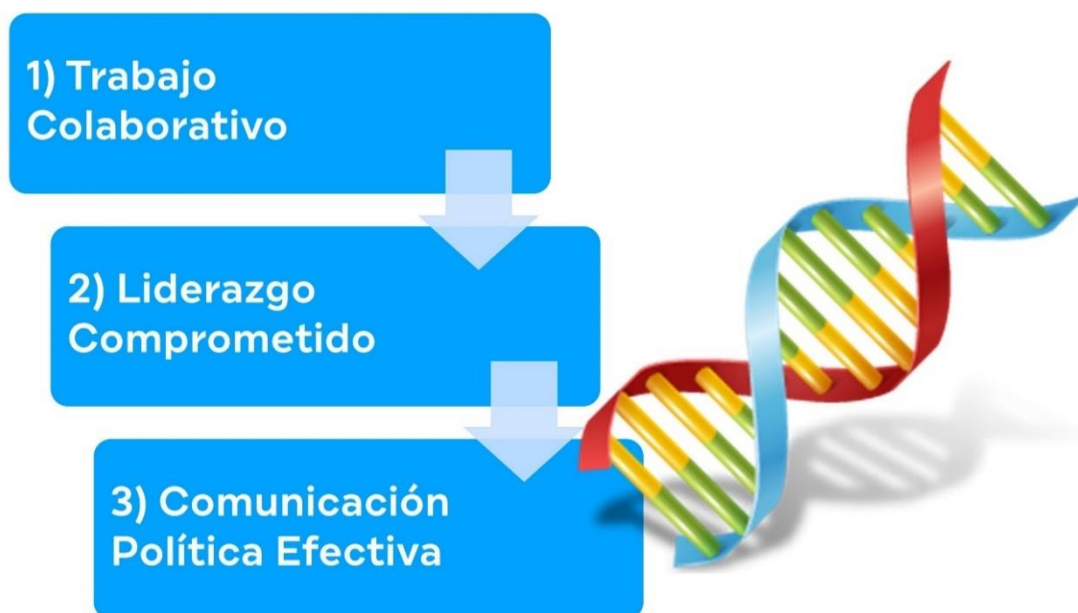 1) Trabajo
Colaborativo
2) Liderazgo
Comprometido
3) Comunicación
Política Efectiva